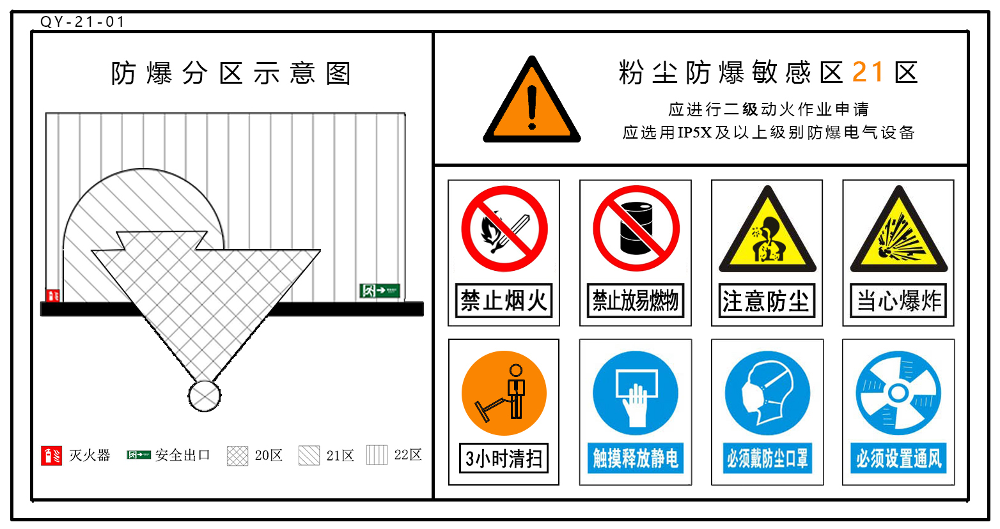 QY-21-01
防爆分区示意图
灭火器
安全出口
20区
21区
22区
粉尘防爆敏感区21区
应进行二级动火作业申请
应选用IP5X及以上级别防爆电气设备
禁止烟火
禁止放易燃物
注意防尘
当心爆炸
3小时清扫
触摸释放静电
必须戴防尘口罩
必须设置通风